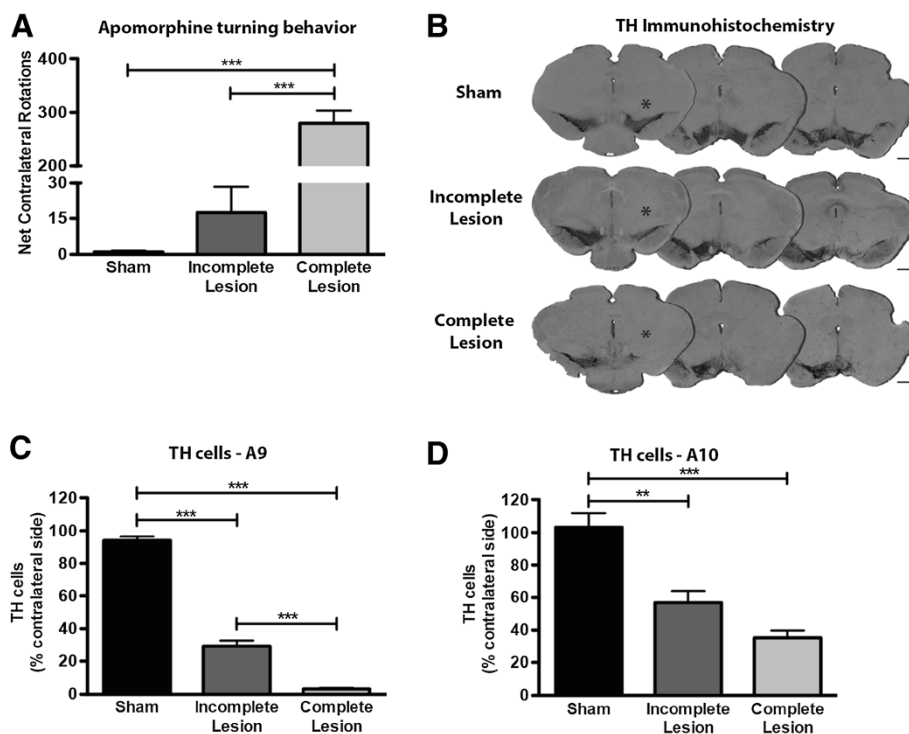 A
Apomorphine turning behavior
Net Contralateral Rotations
400
300
200
30
15
0
***
***
Sham
Incomplete
Lesion
Complete
Lesion
B
TH Immunohistochemistry
Sham
*
Incomplete
Lesion
*
Complete
Lesion
*
C
TH cells - A9
TH cells
(% contralateral side)
120
100
80
60
40
20
0
***
***
***
Sham
Incomplete
Lesion
Complete
Lesion
D
TH cells - A10
TH cells
(% contralateral side)
120
100
80
60
40
20
0
***
**
Sham
Incomplete
Lesion
Complete
Lesion